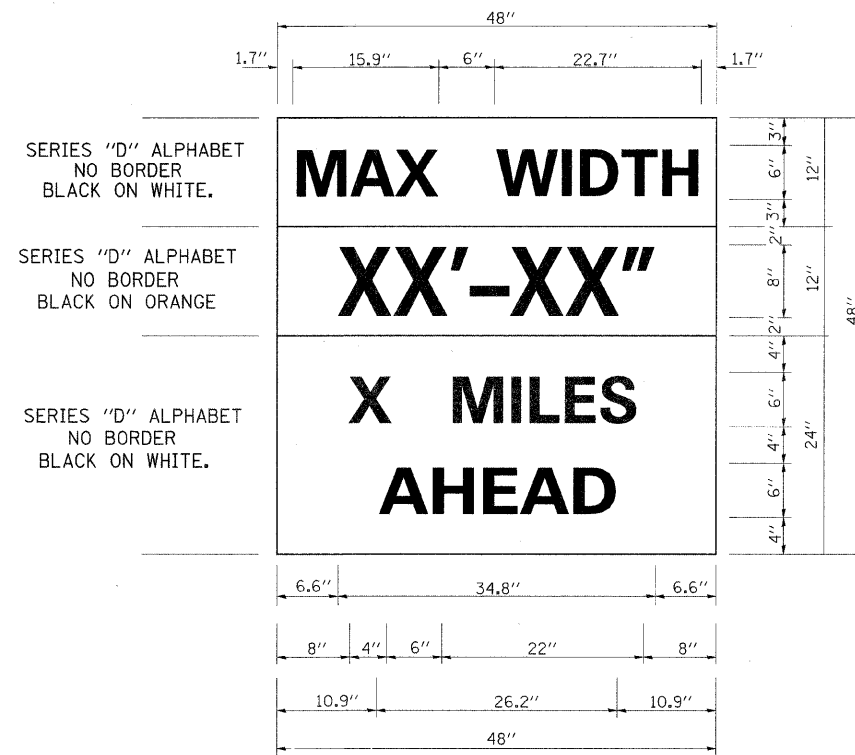 48"
1.7" 15.9" 6" 22.7" 1.7"
SERIES "D" ALPHABET
NO BORDER
BLACK ON WHITE.
MAX WIDTH
3"
6"
3"
12"
SERIES "D" ALPHABET
NO BORDER
BLACK ON ORANGE
XX'-XX"
2"
8"
2"
12"
48"
SERIES "D" ALPHABET
NO BORDER
BLACK ON WHITE.
X MILES
AHEAD
4"
6"
4"
6"
4"
24"
6.6" 34.8" 6.6"
8" 4" 6" 22" 8"
10.9" 26.2" 10.9"
48"